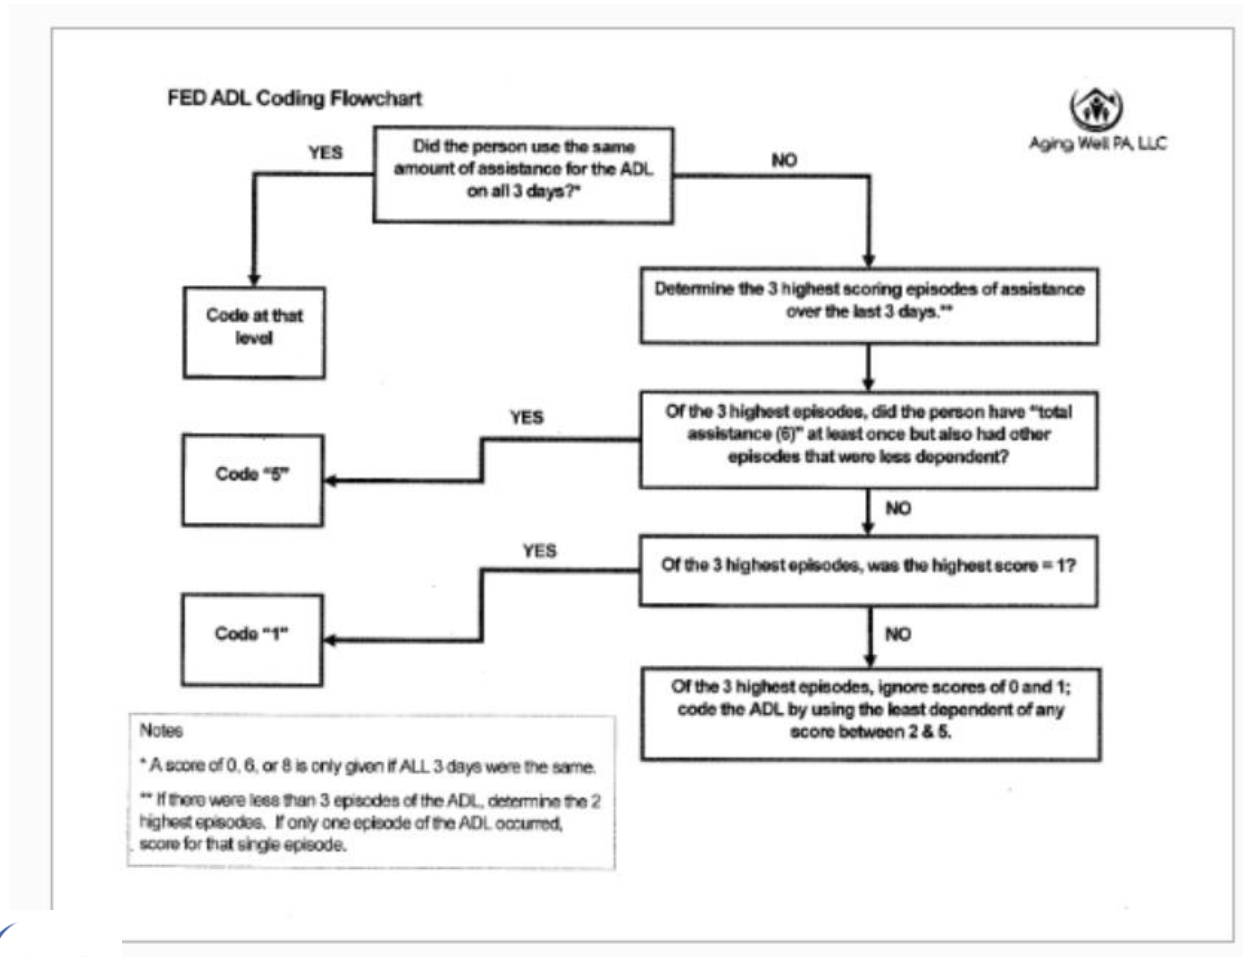 FED ADL Coding Flowchart
Aging Well PA, LLC
YES
Did the person use the same
amount of assistance for the ADL
on all 3 days?*
NO
Code at that
level
Determine the 3 highest scoring episodes of assistance
over the last 3 days.**
YES
Of the 3 highest episodes, did the person have "total
assistance (6)" at least once but also had other
episodes that were less dependent?
Code "5"
NO
YES
Of the 3 highest episodes, was the highest score = 1?
Code "1"
NO
Of the 3 highest episodes, ignore scores of 0 and 1;
code the ADL by using the least dependent of any
score between 2 & 5.
Notes
* A score of 0, 6, or 8 is only given if ALL 3 days were the same.
** If there were less than 3 episodes of the ADL, determine the 2
highest episodes. If only one episode of the ADL occurred,
score for that single episode.